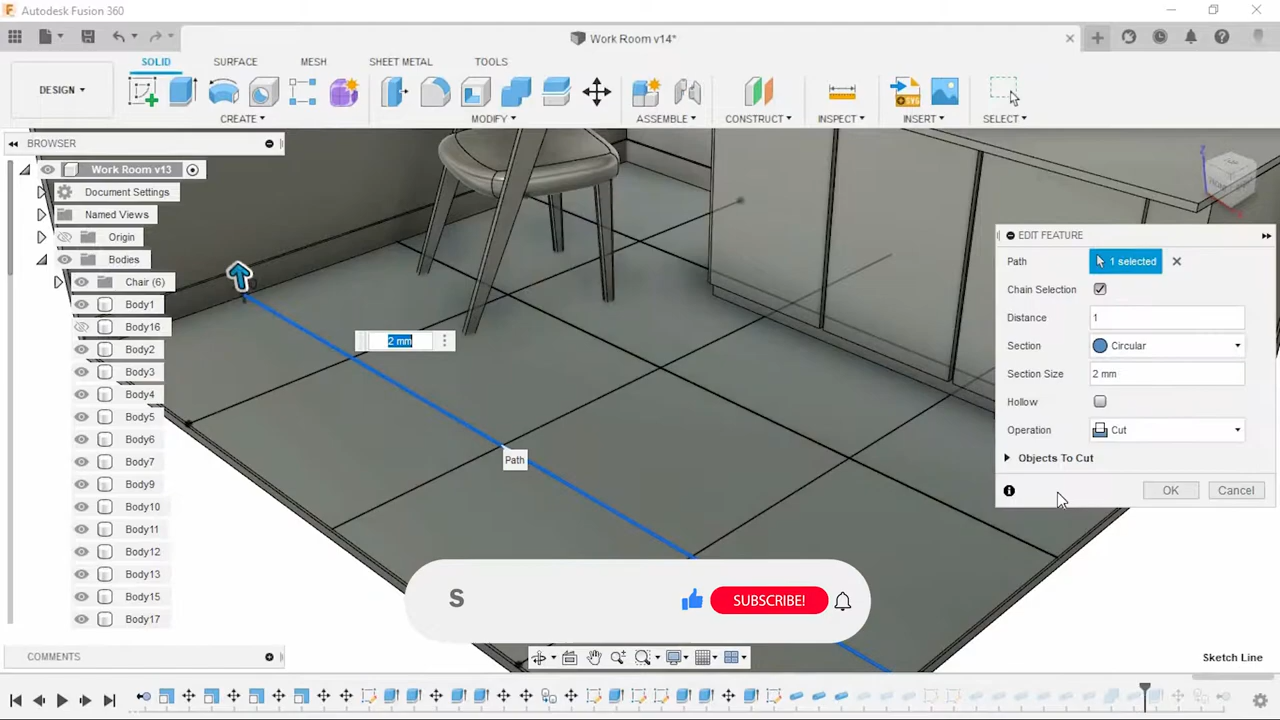 Autodesk Fusion 360
Work Room v14*
DESIGN
SOLID
SURFACE
MESH
SHEET METAL
TOOLS
CREATE
MODIFY
ASSEMBLE
CONSTRUCT
INSPECT
INSERT
SELECT
BROWSER
Work Room v13
Document Settings
Named Views
Origin
Bodies
Chair (6)
Body1
Body16
Body2
Body3
Body4
Body5
Body6
Body7
Body9
Body10
Body11
Body12
Body13
Body15
Body17
COMMENTS
2 mm
Path
Z
EDIT FEATURE
Path 1 selected
Chain Selection
Distance 1
Section Circular
Section Size 2 mm
Hollow
Operation Cut
Objects To Cut
OK Cancel
S SUBSCRIBE!
Sketch Line